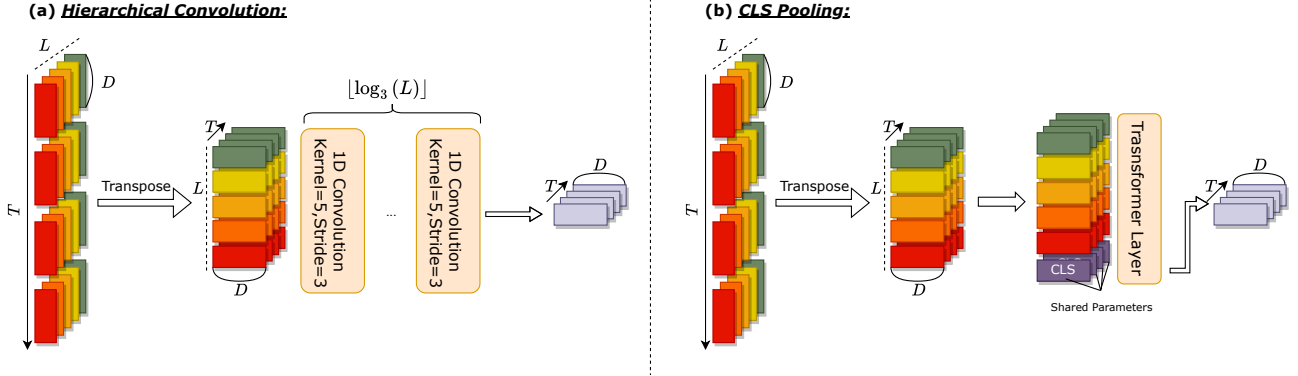 (a) Hierarchical Convolution:
L
D
T
Transpose
T
L
D
⌊log₃ (L)⌋
1D Convolution
Kernel=5,Stride=3
...
1D Convolution
Kernel=5,Stride=3
D
T
(b) CLS Pooling:
L
D
T
Transpose
T
L
D
CLS
Shared Parameters
Trasnsformer Layer
D
T